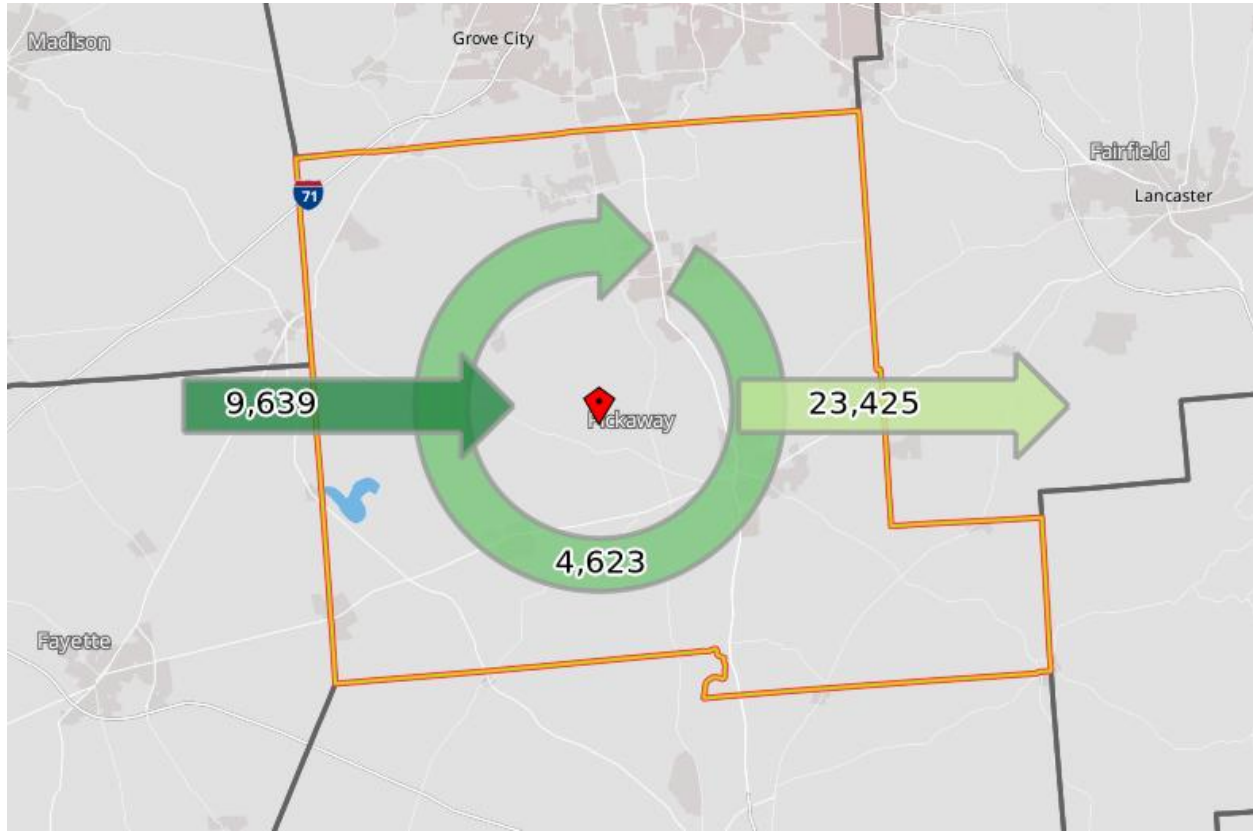 Madison
Grove City
Fairfield
71
Lancaster
9,639
23,425
Pickaway
4,623
Fayette